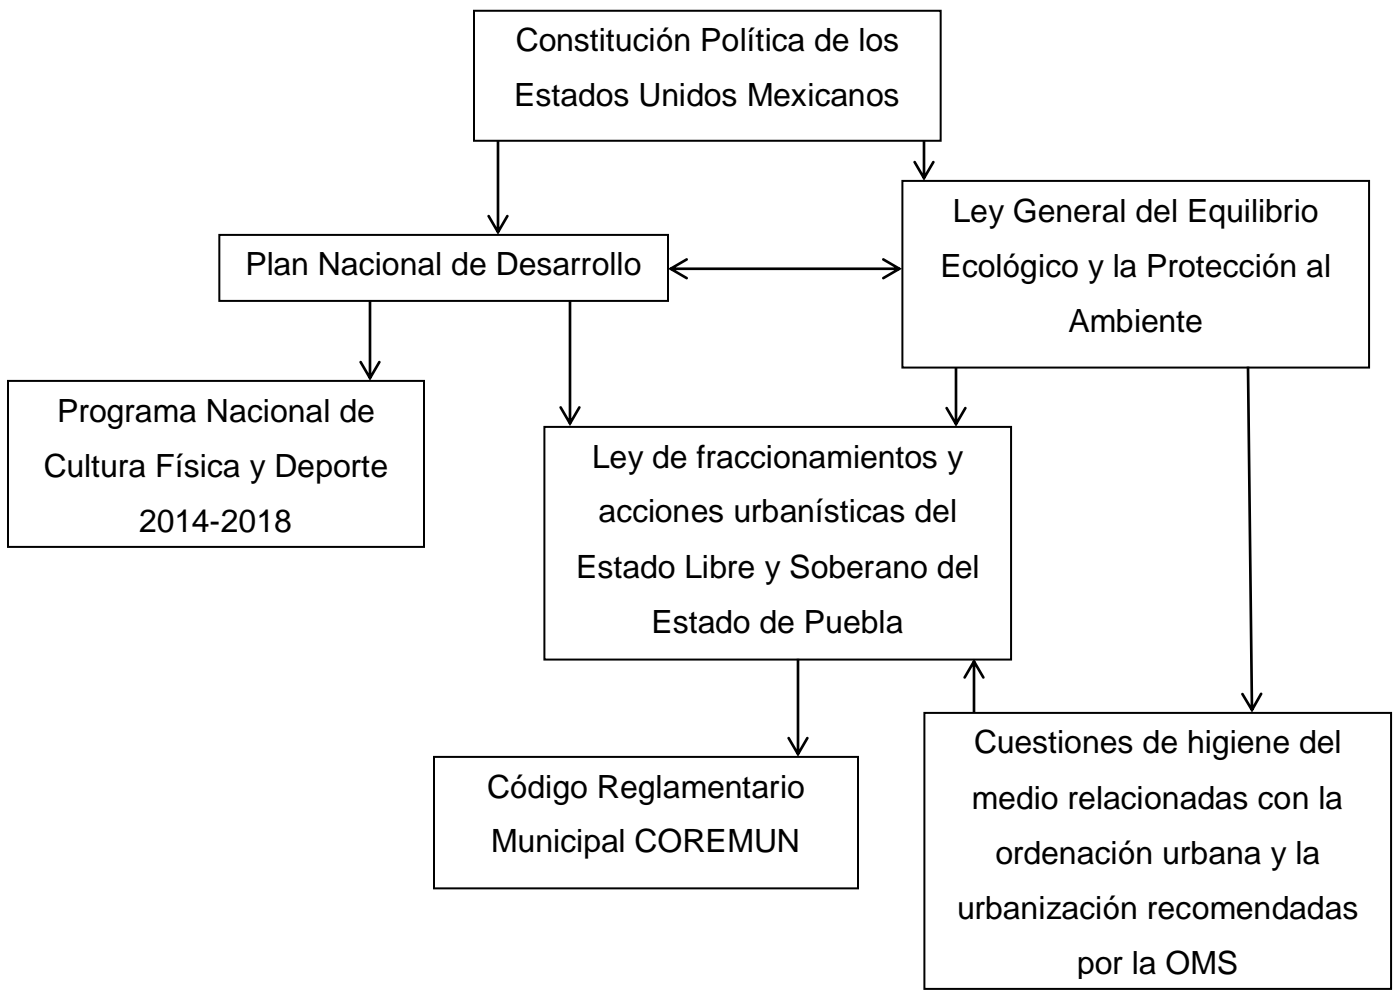 Constitución Política de los
Estados Unidos Mexicanos
Ley General del Equilibrio
Ecológico y la Protección al
Ambiente
Plan Nacional de Desarrollo
Programa Nacional de
Cultura Física y Deporte
2014-2018
Ley de fraccionamientos y
acciones urbanísticas del
Estado Libre y Soberano del
Estado de Puebla
Código Reglamentario
Municipal COREMUN
Cuestiones de higiene del
medio relacionadas con la
ordenación urbana y la
urbanización recomendadas
por la OMS